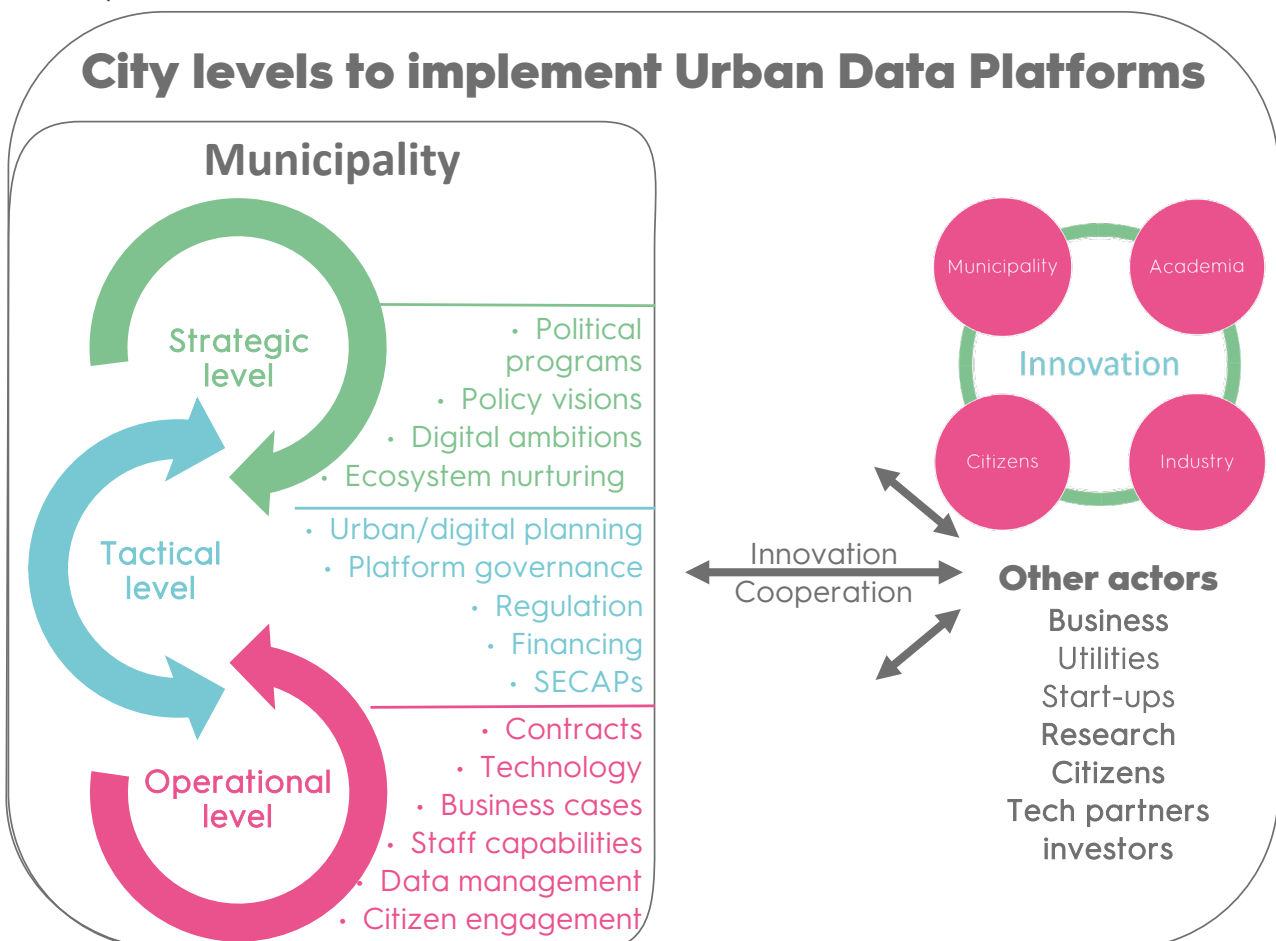 City levels to implement Urban Data Platforms
Municipality
Strategic
level
• Political
programs
• Policy visions
• Digital ambitions
• Ecosystem nurturing
Tactical
level
• Urban/digital planning
• Platform governance
• Regulation
• Financing
• SECAPs
Operational
level
• Contracts
• Technology
• Business cases
• Staff capabilities
• Data management
• Citizen engagement
Innovation
Cooperation
Municipality
Academia
Innovation
Citizens
Industry
Other actors
Business
Utilities
Start-ups
Research
Citizens
Tech partners
investors